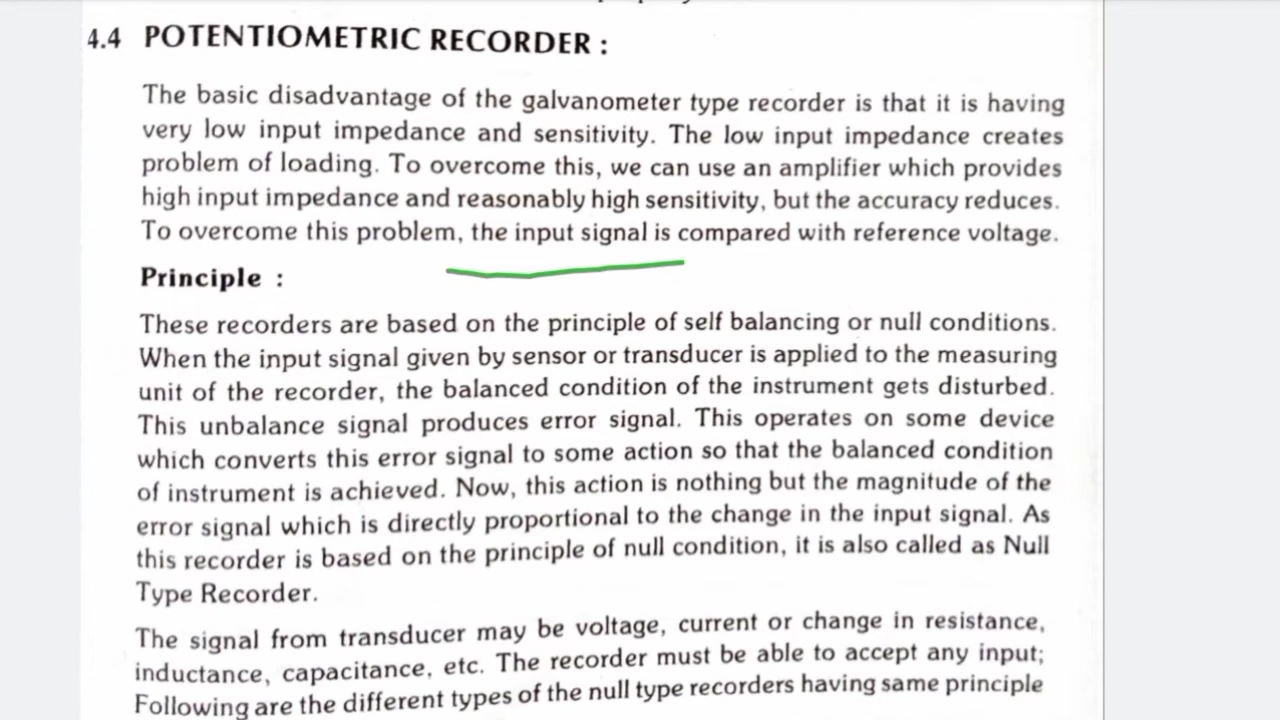 4.4 POTENTIOMETRIC RECORDER :
The basic disadvantage of the galvanometer type recorder is that it is having
very low input impedance and sensitivity. The low input impedance creates
problem of loading. To overcome this, we can use an amplifier which provides
high input impedance and reasonably high sensitivity, but the accuracy reduces.
To overcome this problem, the input signal is compared with reference voltage.
Principle :
These recorders are based on the principle of self balancing or null conditions.
When the input signal given by sensor or transducer is applied to the measuring
unit of the recorder, the balanced condition of the instrument gets disturbed.
This unbalance signal produces error signal. This operates on some device
which converts this error signal to some action so that the balanced condition
of instrument is achieved. Now, this action is nothing but the magnitude of the
error signal which is directly proportional to the change in the input signal. As
this recorder is based on the principle of null condition, it is also called as Null
Type Recorder.
The signal from transducer may be voltage, current or change in resistance,
inductance, capacitance, etc. The recorder must be able to accept any input;
Following are the different types of the null type recorders having same principle